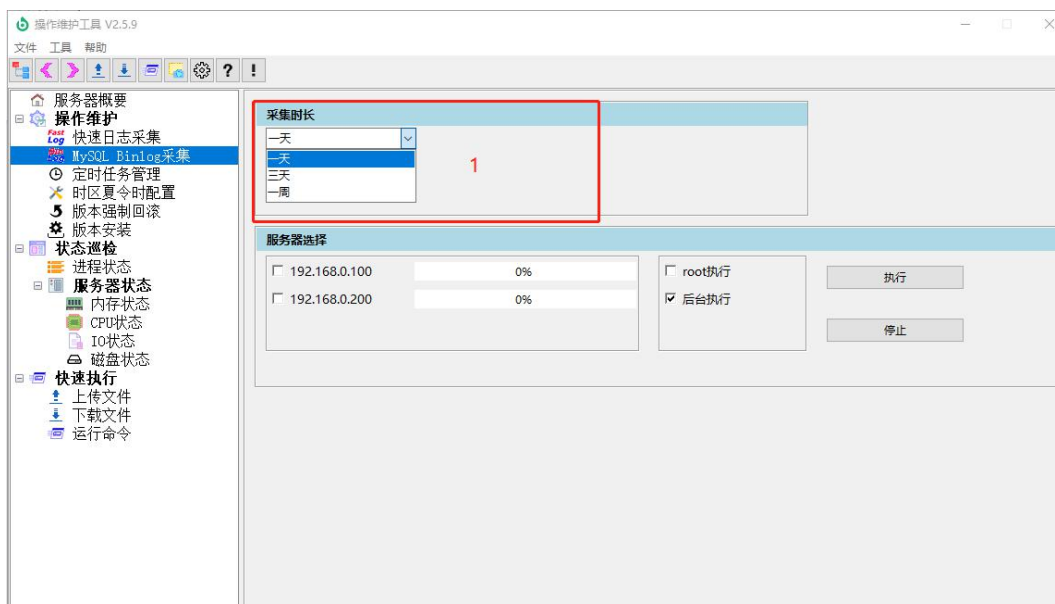 操作维护工具 V2.5.9
文件 工具 帮助
服务器概要
操作维护
Fast Log 快速日志采集
MySQL Binlog采集
定时任务管理
时区夏令时配置
版本强制回滚
版本安装
状态巡检
进程状态
服务器状态
内存状态
CPU状态
IO状态
磁盘状态
快速执行
上传文件
下载文件
运行命令
采集时长
一天
一天
三天
一周
1
服务器选择
192.168.0.100 0% root执行 执行
192.168.0.200 0% 后台执行
停止